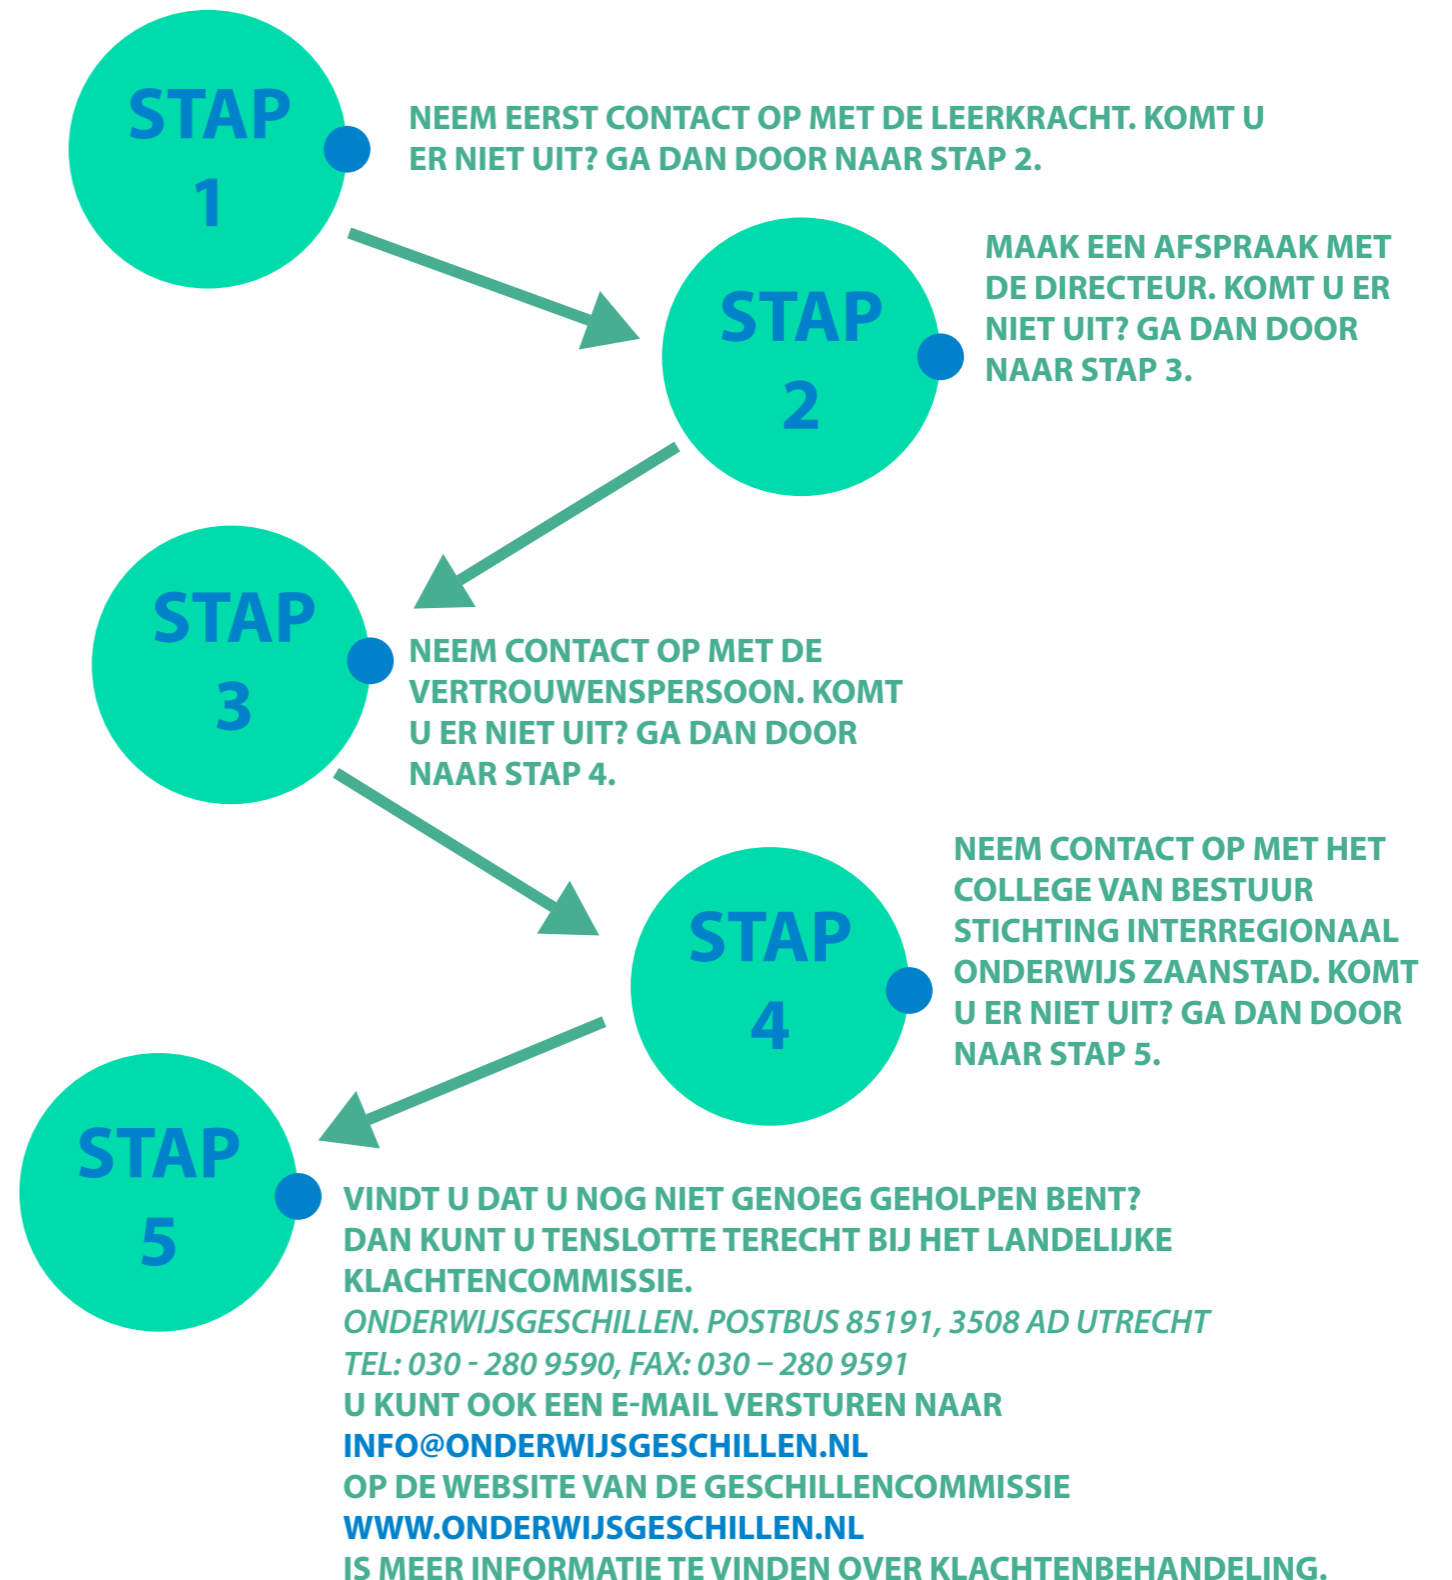 STAP
1
NEEM EERST CONTACT OP MET DE LEERKRACHT. KOMT U
ER NIET UIT? GA DAN DOOR NAAR STAP 2.
STAP
2
MAAK EEN AFSPRAAK MET
DE DIRECTEUR. KOMT U ER
NIET UIT? GA DAN DOOR
NAAR STAP 3.
STAP
3
NEEM CONTACT OP MET DE
VERTROUWENSPERSOON. KOMT
U ER NIET UIT? GA DAN DOOR
NAAR STAP 4.
STAP
4
NEEM CONTACT OP MET HET
COLLEGE VAN BESTUUR
STICHTING INTERREGIONAAL
ONDERWIJS ZAANSTAD. KOMT
U ER NIET UIT? GA DAN DOOR
NAAR STAP 5.
STAP
5
VINDT U DAT U NOG NIET GENOEG GEHOLPEN BENT?
DAN KUNT U TENSLOTTE TERECHT BIJ HET LANDELIJKE
KLACHTENCOMMISSIE.
ONDERWIJSGESCHILLEN. POSTBUS 85191, 3508 AD UTRECHT
TEL: 030 - 280 9590, FAX: 030 – 280 9591
U KUNT OOK EEN E-MAIL VERSTUREN NAAR
INFO@ONDERWIJSGESCHILLEN.NL
OP DE WEBSITE VAN DE GESCHILLENCOMMISSIE
WWW.ONDERWIJSGESCHILLEN.NL
IS MEER INFORMATIE TE VINDEN OVER KLACHTENBEHANDELING.